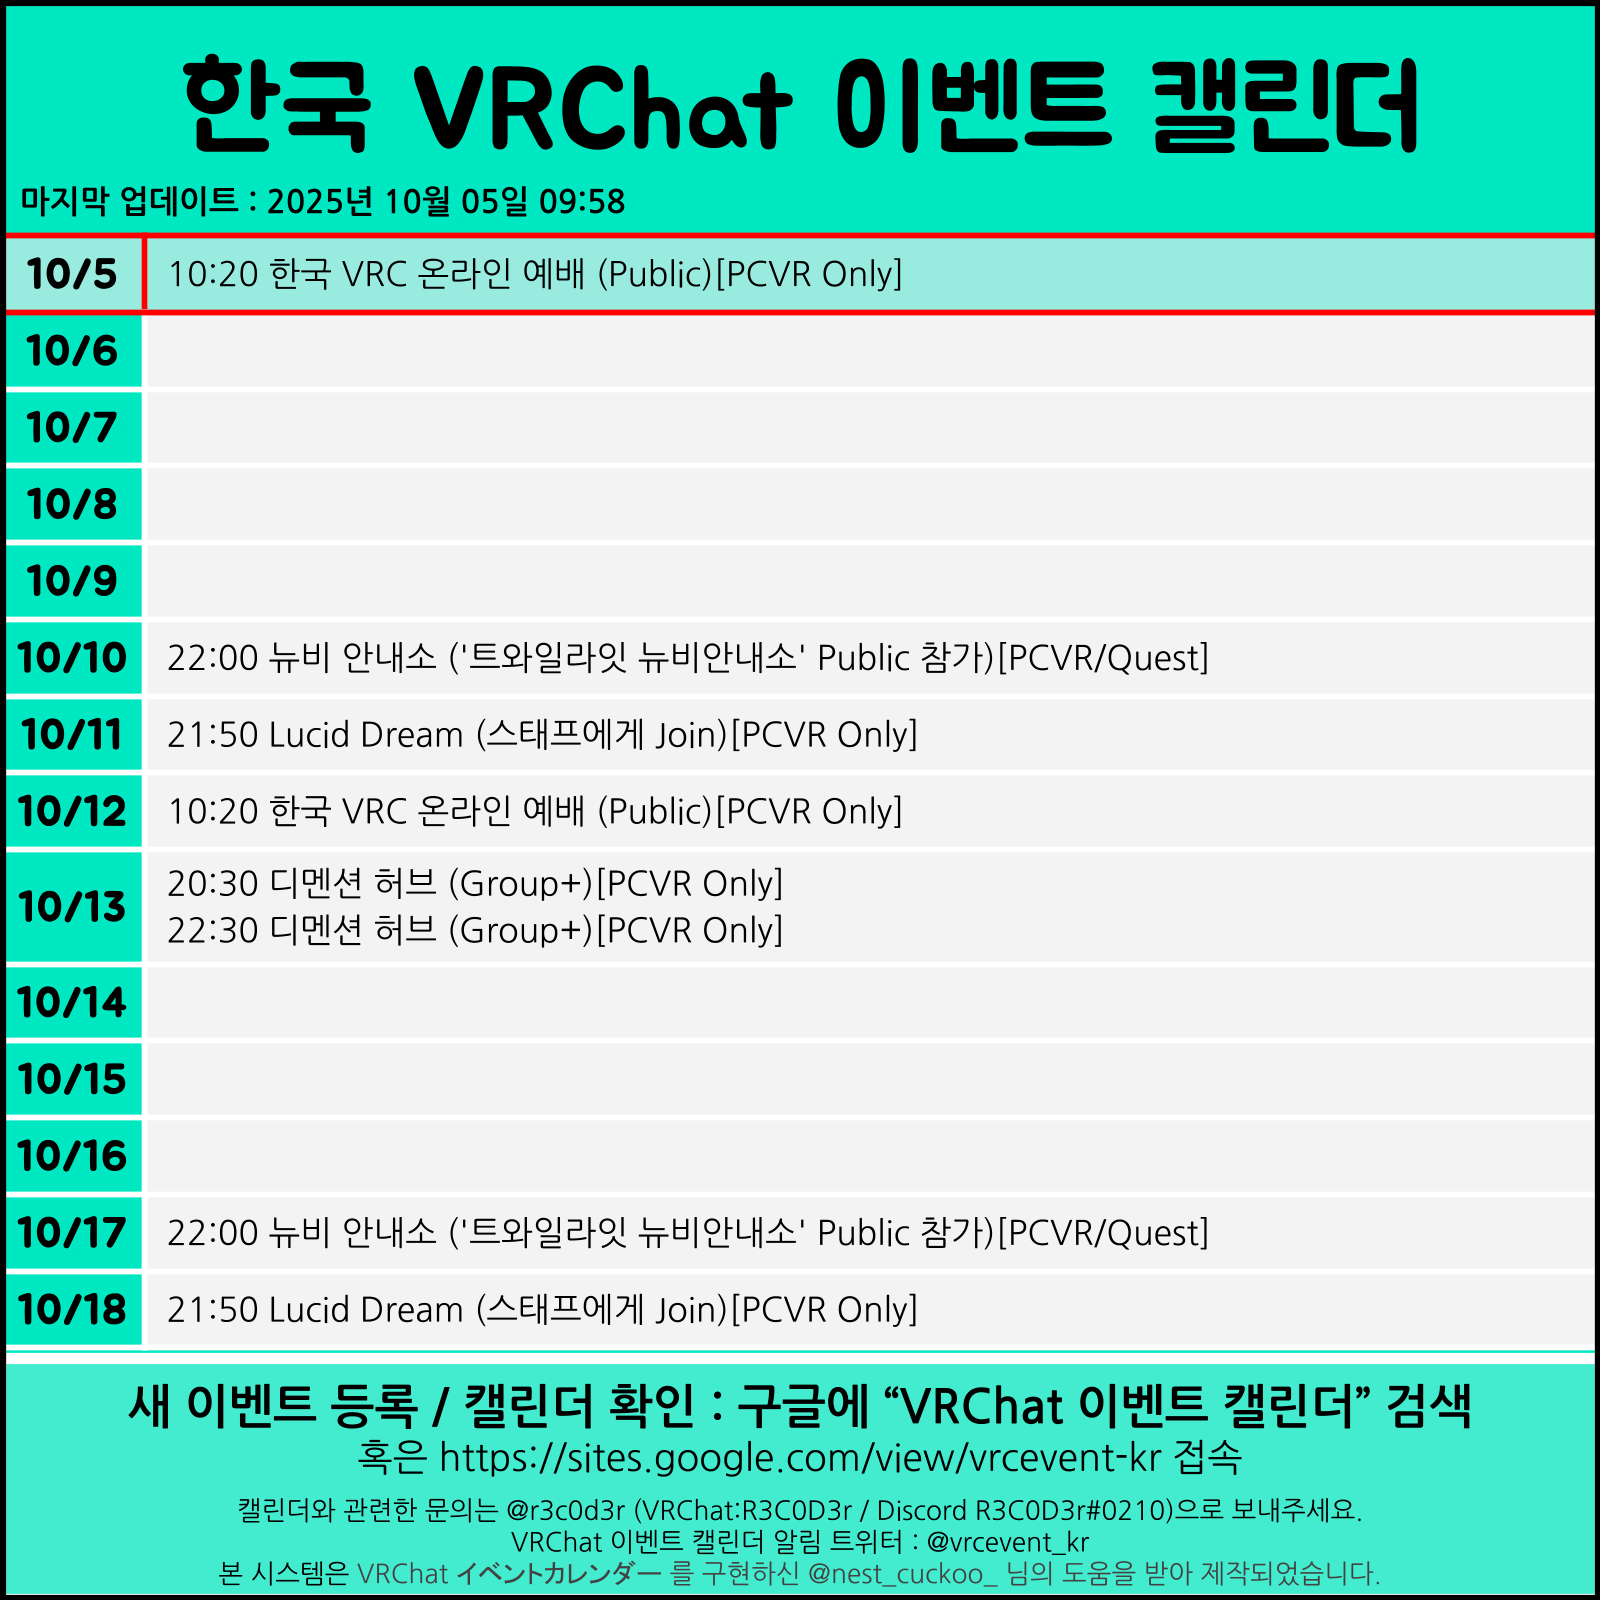 한국 VRChat 이벤트 캘린더
마지막 업데이트 : 2025년 10월 05일 09:58
10/5 10:20 한국 VRC 온라인 예배 (Public)[PCVR Only]
10/6
10/7
10/8
10/9
10/10 22:00 뉴비 안내소 ('트와일라잇 뉴비안내소' Public 참가)[PCVR/Quest]
10/11 21:50 Lucid Dream (스태프에게 Join)[PCVR Only]
10/12 10:20 한국 VRC 온라인 예배 (Public)[PCVR Only]
10/13 20:30 디멘션 허브 (Group+)[PCVR Only]
22:30 디멘션 허브 (Group+)[PCVR Only]
10/14
10/15
10/16
10/17 22:00 뉴비 안내소 ('트와일라잇 뉴비안내소' Public 참가)[PCVR/Quest]
10/18 21:50 Lucid Dream (스태프에게 Join)[PCVR Only]
새 이벤트 등록 / 캘린더 확인 : 구글에 “VRChat 이벤트 캘린더” 검색
혹은 https://sites.google.com/view/vrcevent-kr 접속
캘린더와 관련한 문의는 @r3c0d3r (VRChat:R3C0D3r / Discord R3C0D3r#0210)으로 보내주세요.
VRChat 이벤트 캘린더 알림 트위터 : @vrcevent_kr
본 시스템은 VRChat イベントカレンダー 를 구현하신 @nest_cuckoo_ 님의 도움을 받아 제작되었습니다.